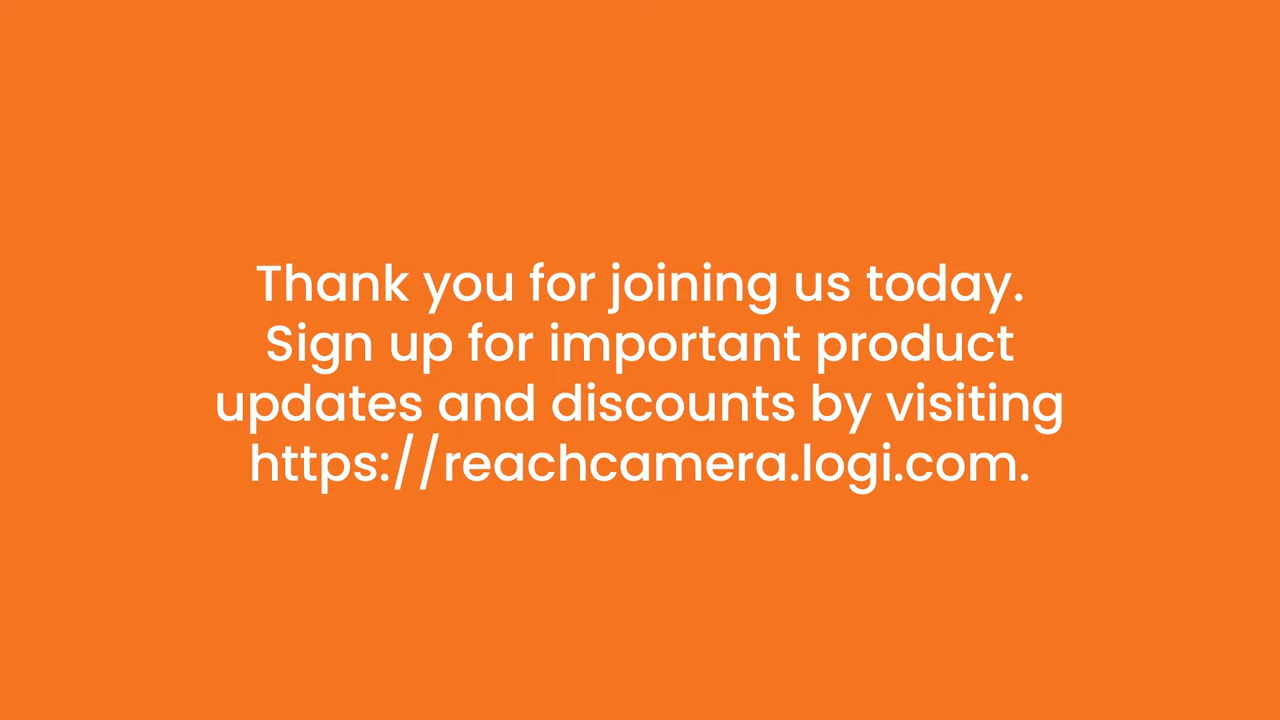 Thank you for joining us today.
Sign up for important product
updates and discounts by visiting
https://reachcamera.logi.com.